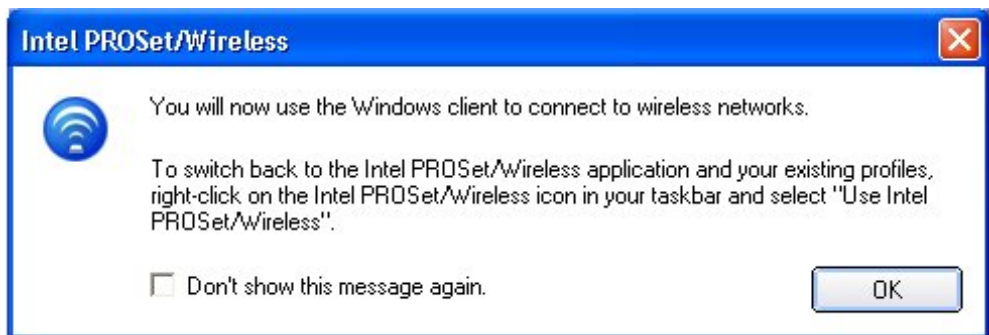 Intel PROSet/Wireless
You will now use the Windows client to connect to wireless networks.
To switch back to the Intel PROSet/Wireless application and your existing profiles,
right-click on the Intel PROSet/Wireless icon in your taskbar and select "Use Intel
PROSet/Wireless".
Don't show this message again.
OK